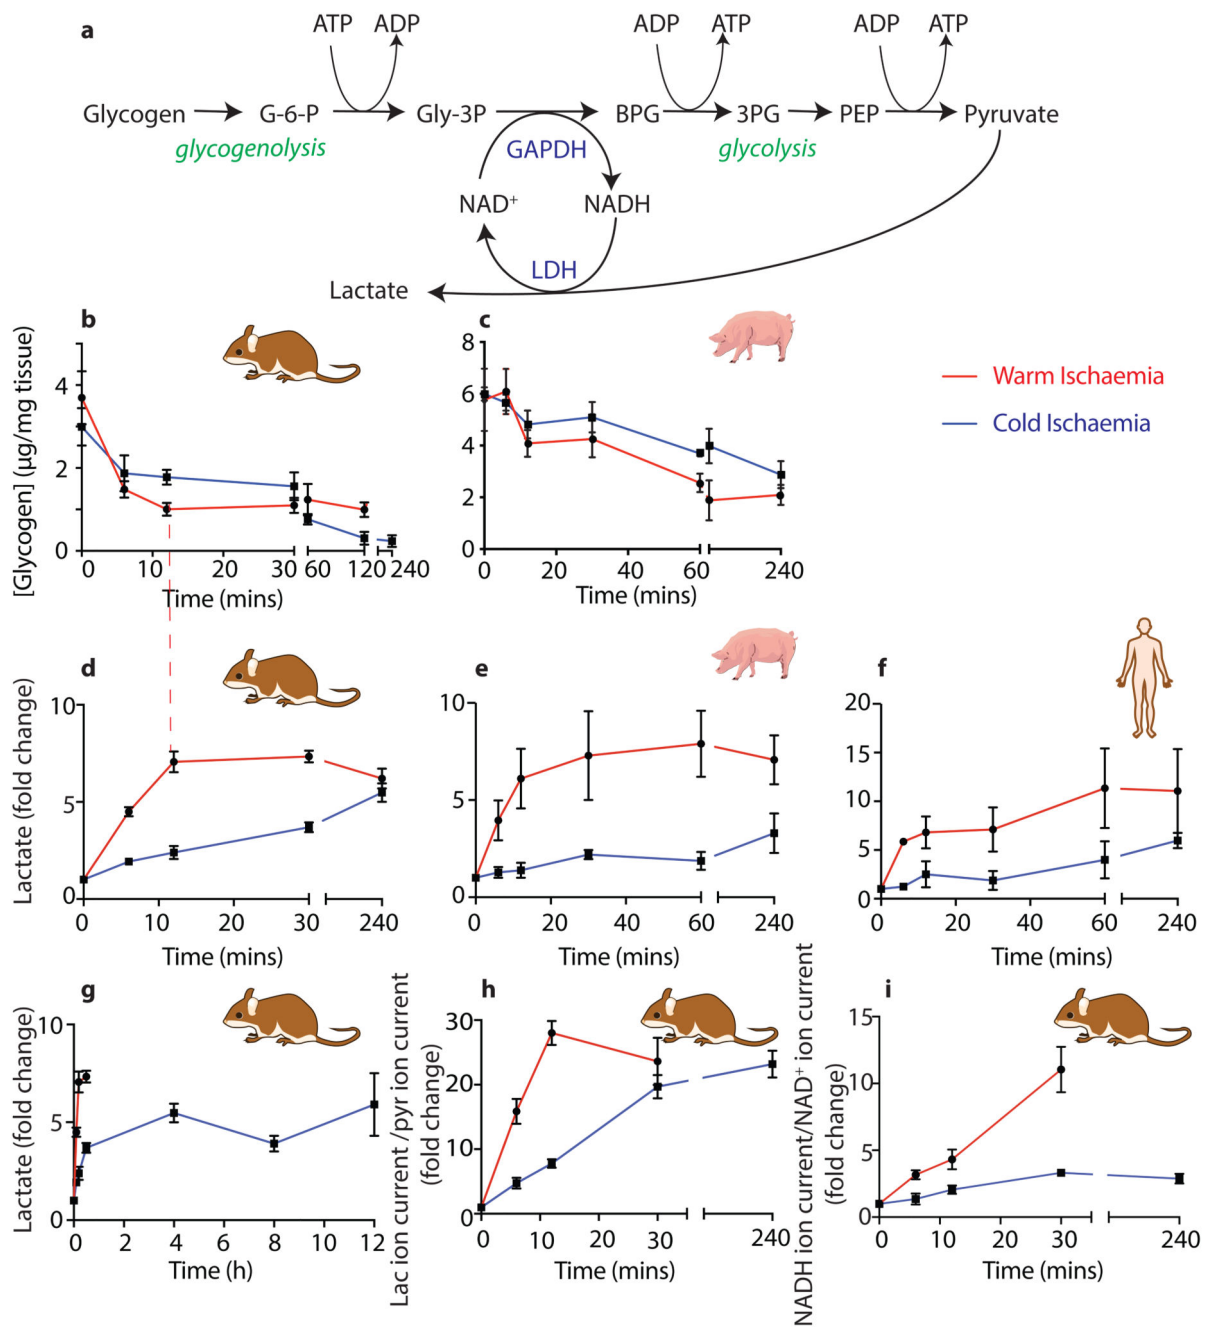 a
ATP ADP ADP ATP ADP ATP
Glycogen G-6-P Gly-3P BPG 3PG PEP Pyruvate
glycogenolysis GAPDH glycolysis
NAD⁺ NADH
LDH
Lactate
b
[Glycogen] (µg/mg tissue)
4
2
0
0 10 20 30 60 120 240
Time (mins)
c
8
6
4
2
0
0 20 40 60 240
Time (mins)
Warm Ischaemia
Cold Ischaemia
d
Lactate (fold change)
10
5
0
0 10 20 30 240
Time (mins)
e
10
5
0
0 20 40 60 240
Time (mins)
f
20
15
10
5
0
0 20 40 60 240
Time (mins)
g
Lactate (fold change)
10
5
0
0 2 4 6 8 10 12
Time (h)
h
Lac ion current /pyr ion current
(fold change)
30
20
10
0
0 10 20 30 240
Time (mins)
i
NADH ion current/NAD⁺ ion current
(fold change)
15
10
5
0
0 10 20 30 240
Time (mins)